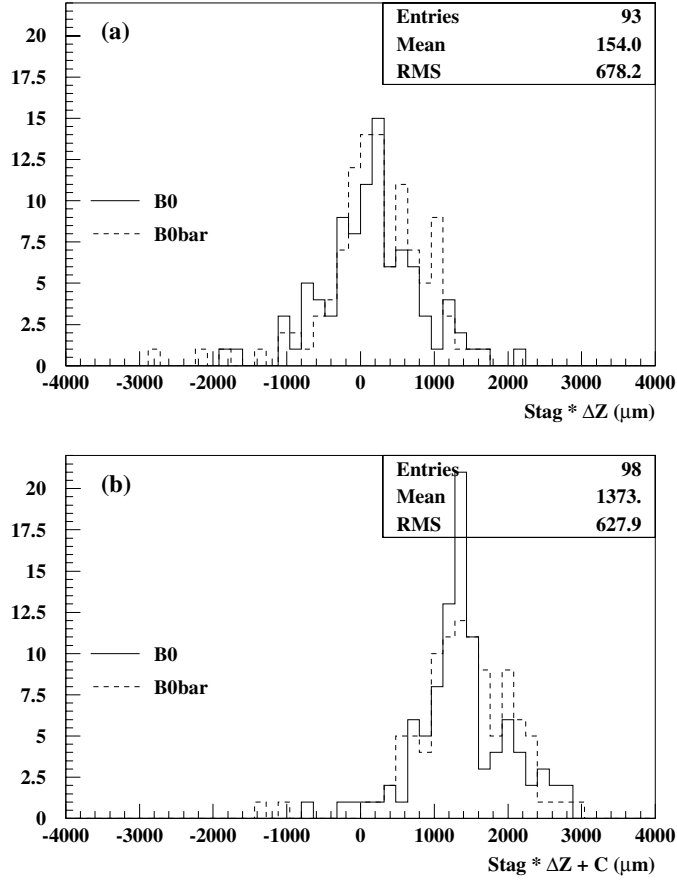 (a)
Entries 93
Mean 154.0
RMS 678.2
20
17.5
15
12.5
10
7.5
5
2.5
0
B0
B0bar
-4000 -3000 -2000 -1000 0 1000 2000 3000 4000
Stag * ΔZ (μm)
(b)
Entries 98
Mean 1373.
RMS 627.9
20
17.5
15
12.5
10
7.5
5
2.5
0
B0
B0bar
-4000 -3000 -2000 -1000 0 1000 2000 3000 4000
Stag * ΔZ + C (μm)